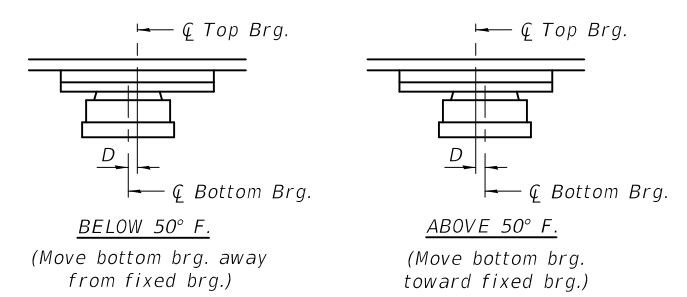 ℄ Top Brg.
D
℄ Bottom Brg.
BELOW 50° F.
(Move bottom brg. away
from fixed brg.)
℄ Top Brg.
D
℄ Bottom Brg.
ABOVE 50° F.
(Move bottom brg.
toward fixed brg.)